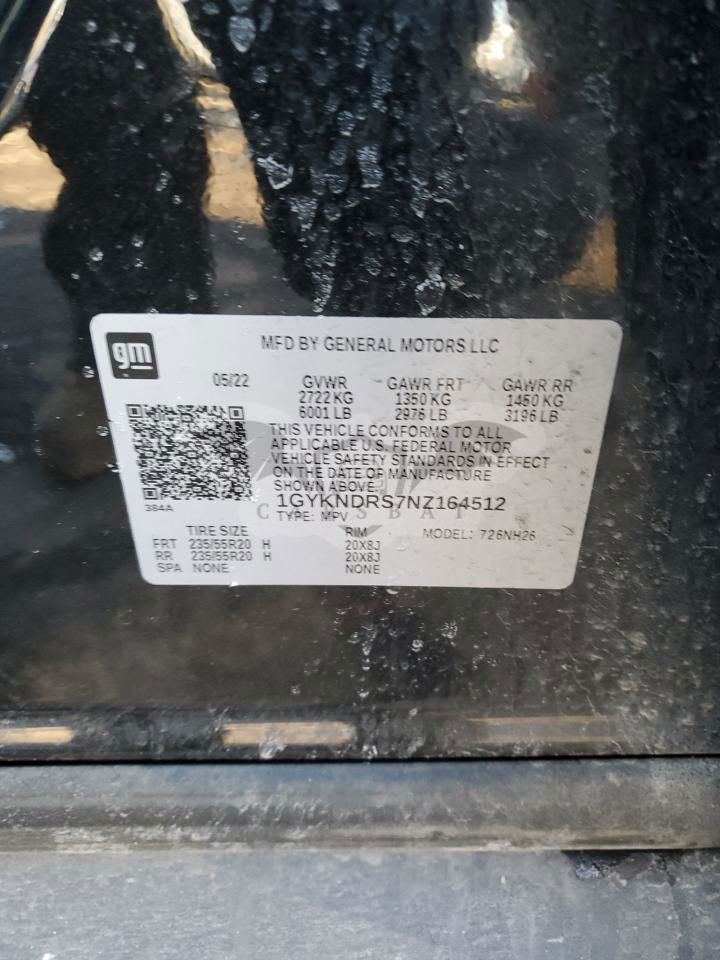 gm
MFD BY GENERAL MOTORS LLC
05/22 GVWR GAWR FRT GAWR RR
2722 KG 1350 KG 1450 KG
6001 LB 2976 LB 3196 LB
THIS VEHICLE CONFORMS TO ALL
APPLICABLE U.S. FEDERAL MOTOR
VEHICLE SAFETY STANDARDS IN EFFECT
ON THE DATE OF MANUFACTURE
SHOWN ABOVE.
384A
1GYKNDRS7NZ164512
TYPE: MPV MODEL: 726NH26
TIRE SIZE RIM
FRT 235/55R20 H 20X8J
RR 235/55R20 H 20X8J
SPA NONE NONE